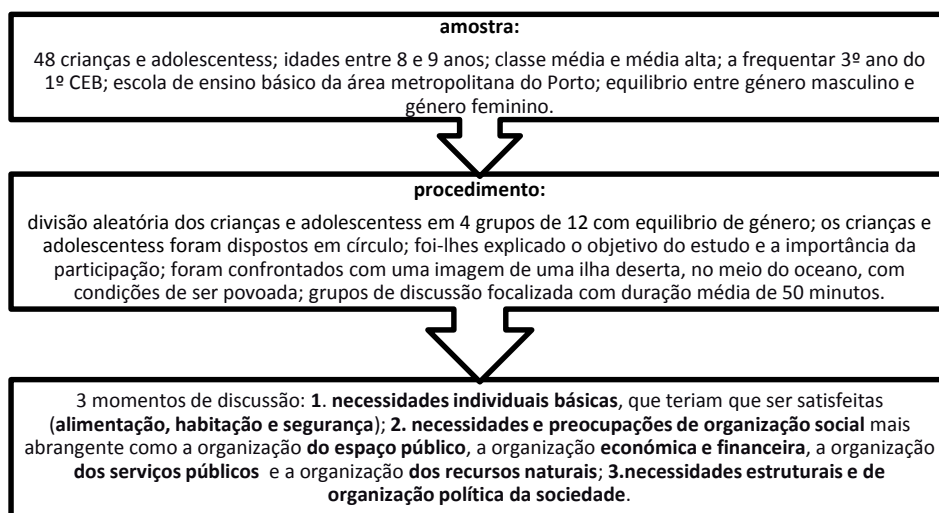 amostra:
48 crianças e adolescentess; idades entre 8 e 9 anos; classe média e média alta; a frequentar 3º ano do
1º CEB; escola de ensino básico da área metropolitana do Porto; equilibrio entre género masculino e
género feminino.
procedimento:
divisão aleatória dos crianças e adolescentess em 4 grupos de 12 com equilibrio de género; os crianças e
adolescentess foram dispostos em círculo; foi-lhes explicado o objetivo do estudo e a importância da
participação; foram confrontados com uma imagem de uma ilha deserta, no meio do oceano, com
condições de ser povoada; grupos de discussão focalizada com duração média de 50 minutos.
3 momentos de discussão: 1. necessidades individuais básicas, que teriam que ser satisfeitas
(alimentação, habitação e segurança); 2. necessidades e preocupações de organização social mais
abrangente como a organização do espaço público, a organização económica e financeira, a organização
dos serviços públicos e a organização dos recursos naturais; 3.necessidades estruturais e de
organização política da sociedade.